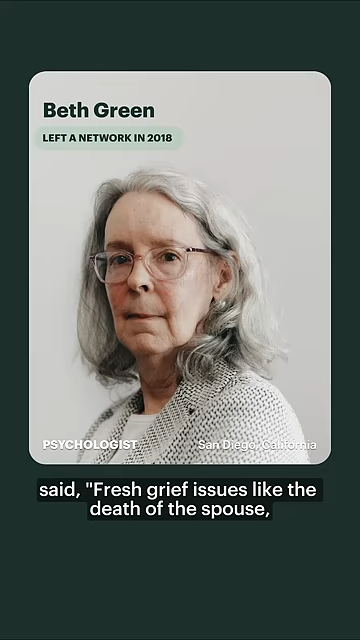 Beth Green
LEFT A NETWORK IN 2018
PSYCHOLOGIST
San Diego, California
said, "Fresh grief issues like the
death of the spouse,